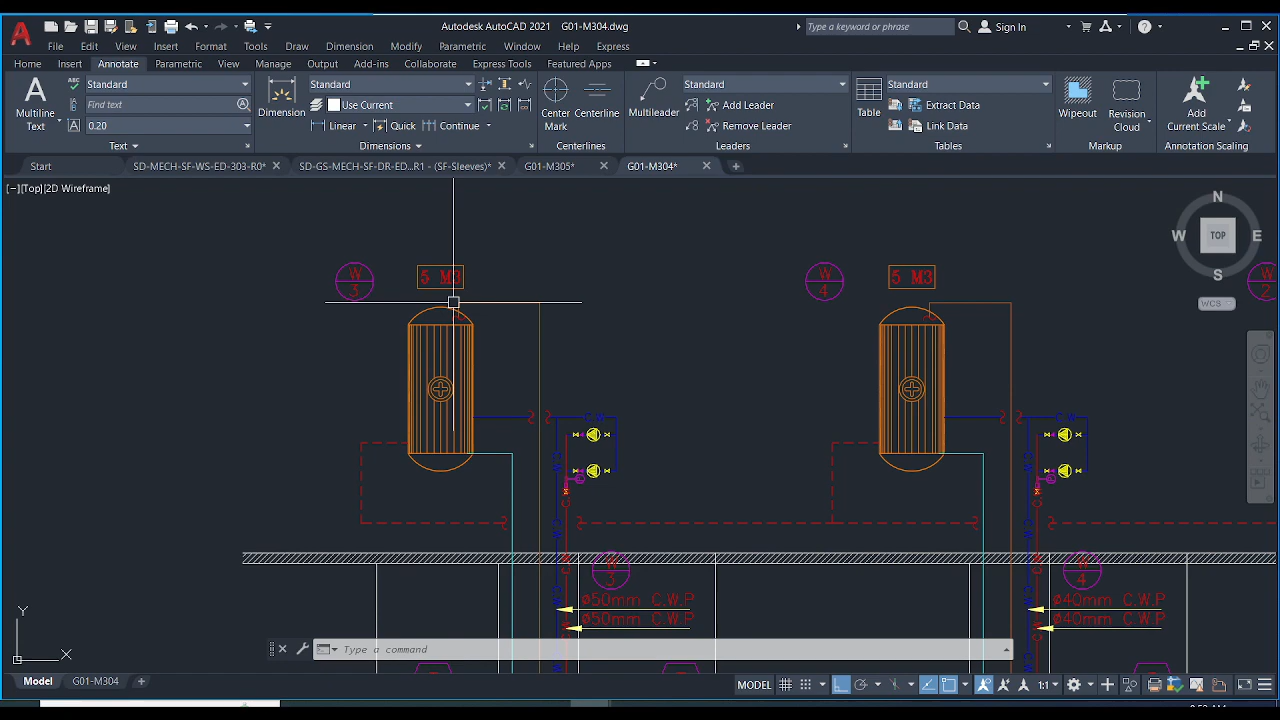 Autodesk AutoCAD 2021 G01-M304.dwg
Type a keyword or phrase
Sign In
File Edit View Insert Format Tools Draw Dimension Modify Parametric Window Help Express
Home Insert Annotate Parametric View Manage Output Add-ins Collaborate Express Tools Featured Apps
Multiline Text
Standard
Find text
0.20
Text
Dimension
Standard
Use Current
Linear Quick Continue
Dimensions
Center Mark
Centerline
Centerlines
Multileader
Standard
Add Leader
Remove Leader
Leaders
Table
Standard
Extract Data
Link Data
Tables
Wipeout
Revision Cloud
Markup
Add Current Scale
Annotation Scaling
Start
SD-MECH-SF-WS-ED-303-R0*
SD-GS-MECH-SF-DR-ED...R1 - (SF-Sleeves)*
G01-M305*
G01-M304*
[−][Top][2D Wireframe]
N
W TOP E
S
WCS
W
3
5 M3
W
4
5 M3
W
2
C.W
C.W
W
3
W
4
ø50mm C.W.P
ø50mm C.W.P
ø40mm C.W.P
ø40mm C.W.P
Y
X
Type a command
Model G01-M304
MODEL
1:1